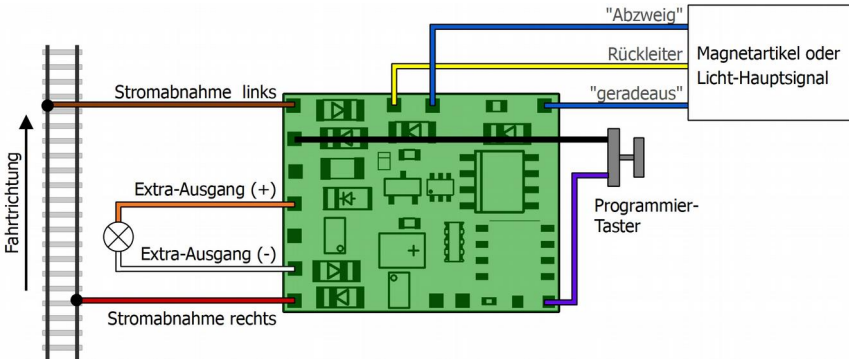 "Abzweig"
Rückleiter
"geradeaus"
Magnetartikel oder
Licht-Hauptsignal
Stromabnahme links
Fahrtrichtung
Extra-Ausgang (+)
Extra-Ausgang (-)
Stromabnahme rechts
Programmier-
Taster